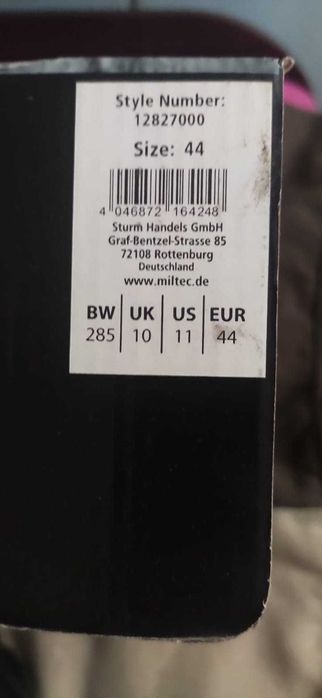 Style Number:
12827000
Size: 44
4 046872 164248
Sturm Handels GmbH
Graf-Bentzel-Strasse 85
72108 Rottenburg
Deutschland
www.miltec.de
BW UK US EUR
285 10 11 44